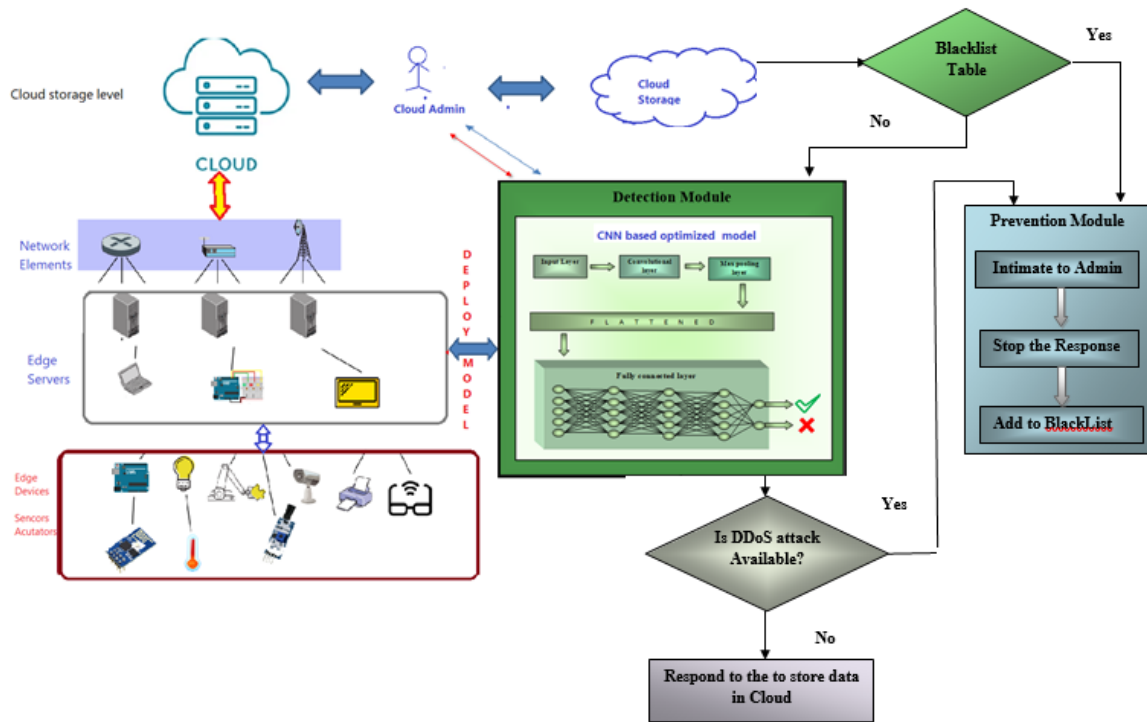 Cloud storage level
CLOUD
Cloud Admin
Cloud
Storage
Blacklist
Table
Yes
No
Network
Elements
Edge
Servers
Edge
Devices
Sencors
Acutators
DEPLOY MODEL
Detection Module
CNN based optimized model
Input Layer
Convolutional
layer
Max pooling
layer
FLATTENED
Fully connected layer
Prevention Module
Intimate to Admin
Stop the Response
Add to BlackList
Is DDoS attack
Available?
Yes
No
Respond to the to store data
in Cloud